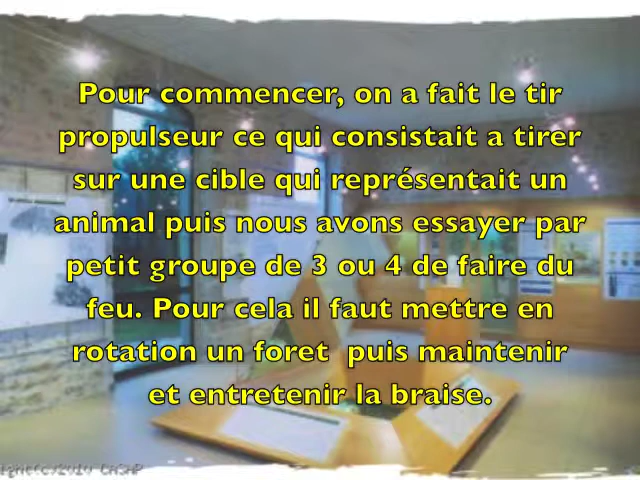 Pour commencer, on a fait le tir
propulseur ce qui consistait a tirer
sur une cible qui représentait un
animal puis nous avons essayer par
petit groupe de 3 ou 4 de faire du
feu. Pour cela il faut mettre en
rotation un foret  puis maintenir
et entretenir la braise.